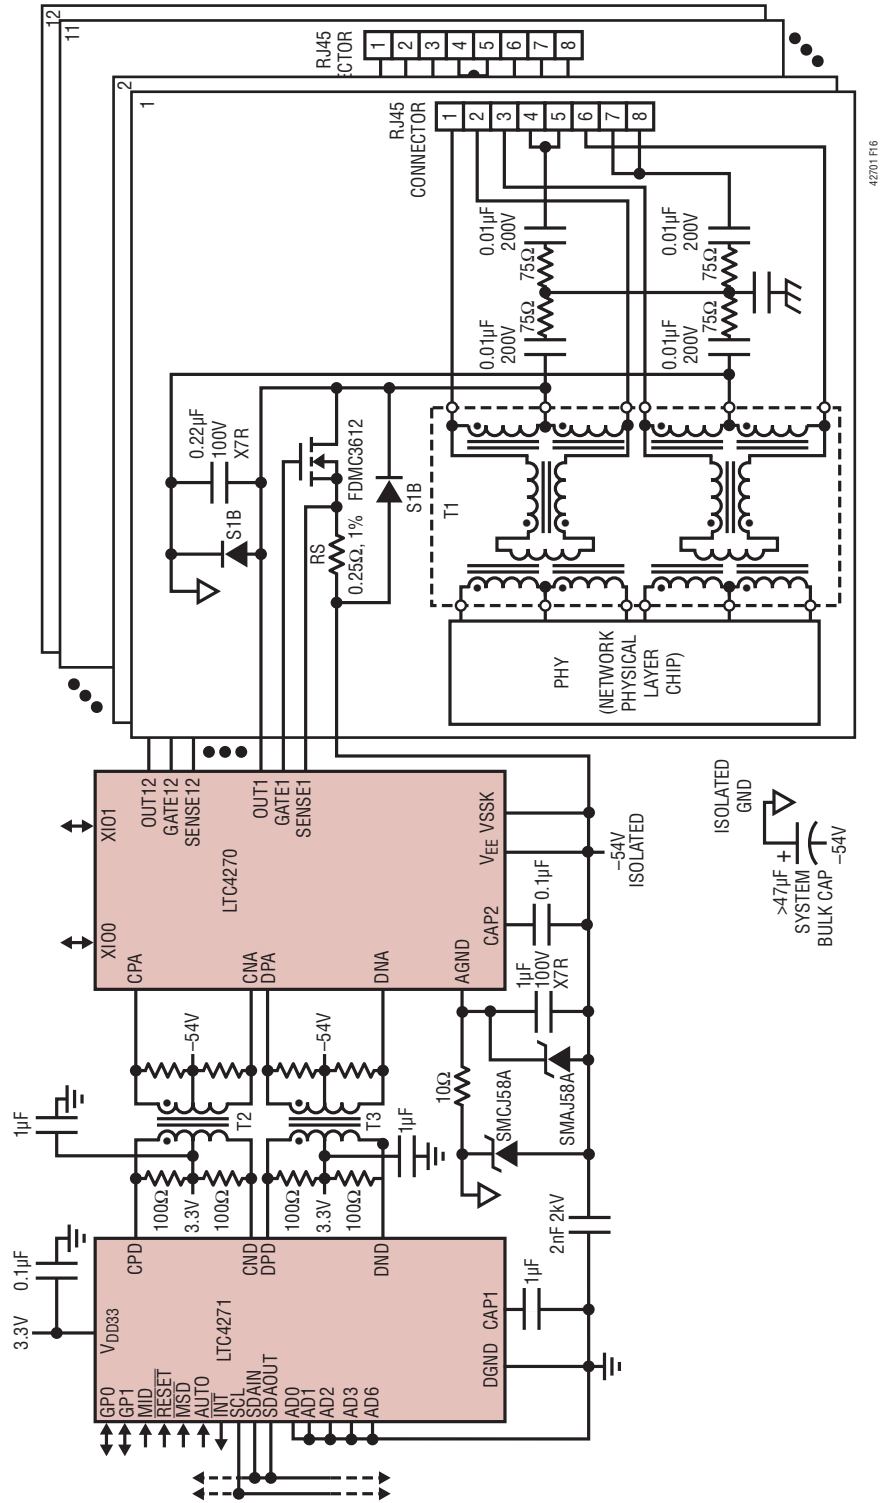 12
11
2
1
RJ45
CTOR
1
2
3
4
5
6
7
8
RJ45
CONNECTOR
1
2
3
4
5
6
7
8
42701 F16
0.01µF
200V
75Ω
75Ω
0.01µF
200V
0.01µF
200V
75Ω
75Ω
0.01µF
200V
0.22µF
100V
X7R
S1B
FDMC3612
RS
0.25Ω, 1%
S1B
T1
PHY
(NETWORK
PHYSICAL
LAYER
CHIP)
XIO0
XIO1
OUT12
GATE12
SENSE12
OUT1
GATE1
SENSE1
LTC4270
CPA
CNA
DPA
DNA
AGND
CAP2
VEE
VSSK
0.1µF
–54V
ISOLATED
ISOLATED
GND
>47µF
+
SYSTEM
BULK CAP
–54V
1µF
100V
X7R
10Ω
SMCJ58A
SMAJ58A
1µF
–54V
–54V
T2
T3
1µF
100Ω
3.3V
100Ω
100Ω
3.3V
100Ω
2nF 2kV
0.1µF
3.3V
VDD33
CPD
CND
DPD
DND
LTC4271
DGND
CAP1
1µF
GP0
GP1
MID
RESET
MSD
AUTO
INT
SCL
SDAIN
SDAOUT
AD0
AD1
AD2
AD3
AD6